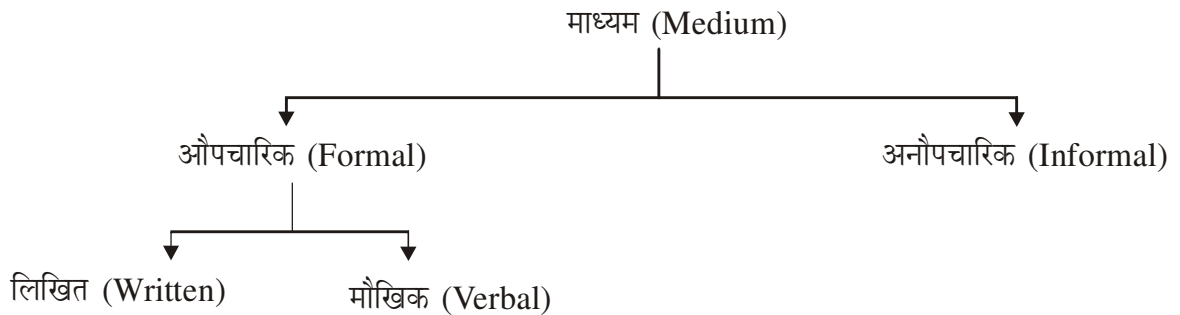 माध्यम (Medium)
औपचारिक (Formal) अनौपचारिक (Informal)
लिखित (Written) मौखिक (Verbal)